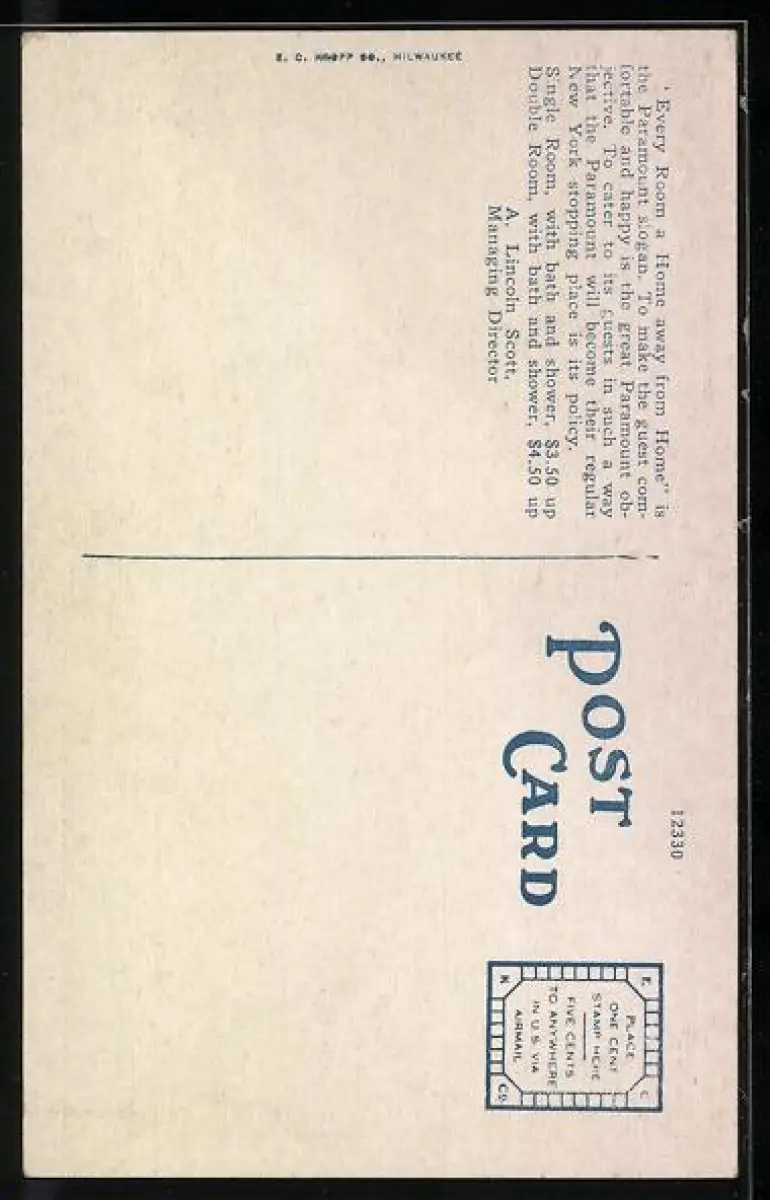 "Every Room a Home away from Home" is
the Paramount slogan. To make the guest com-
fortable and happy is the great Paramount ob-
jective. To cater to its guests in such a way
that the Paramount will become their regular
New York stopping place is its policy.
Single Room, with bath and shower, $3.50 up
Double Room, with bath and shower, $4.50 up
A. Lincoln Scott,
Managing Director
E. C. KROPP CO., MILWAUKEE
12330
POST
CARD
E. C.
PLACE
ONE CENT
STAMP HERE
FIVE CENTS
TO ANYWHERE
IN U.S. VIA
AIRMAIL
K. CO.